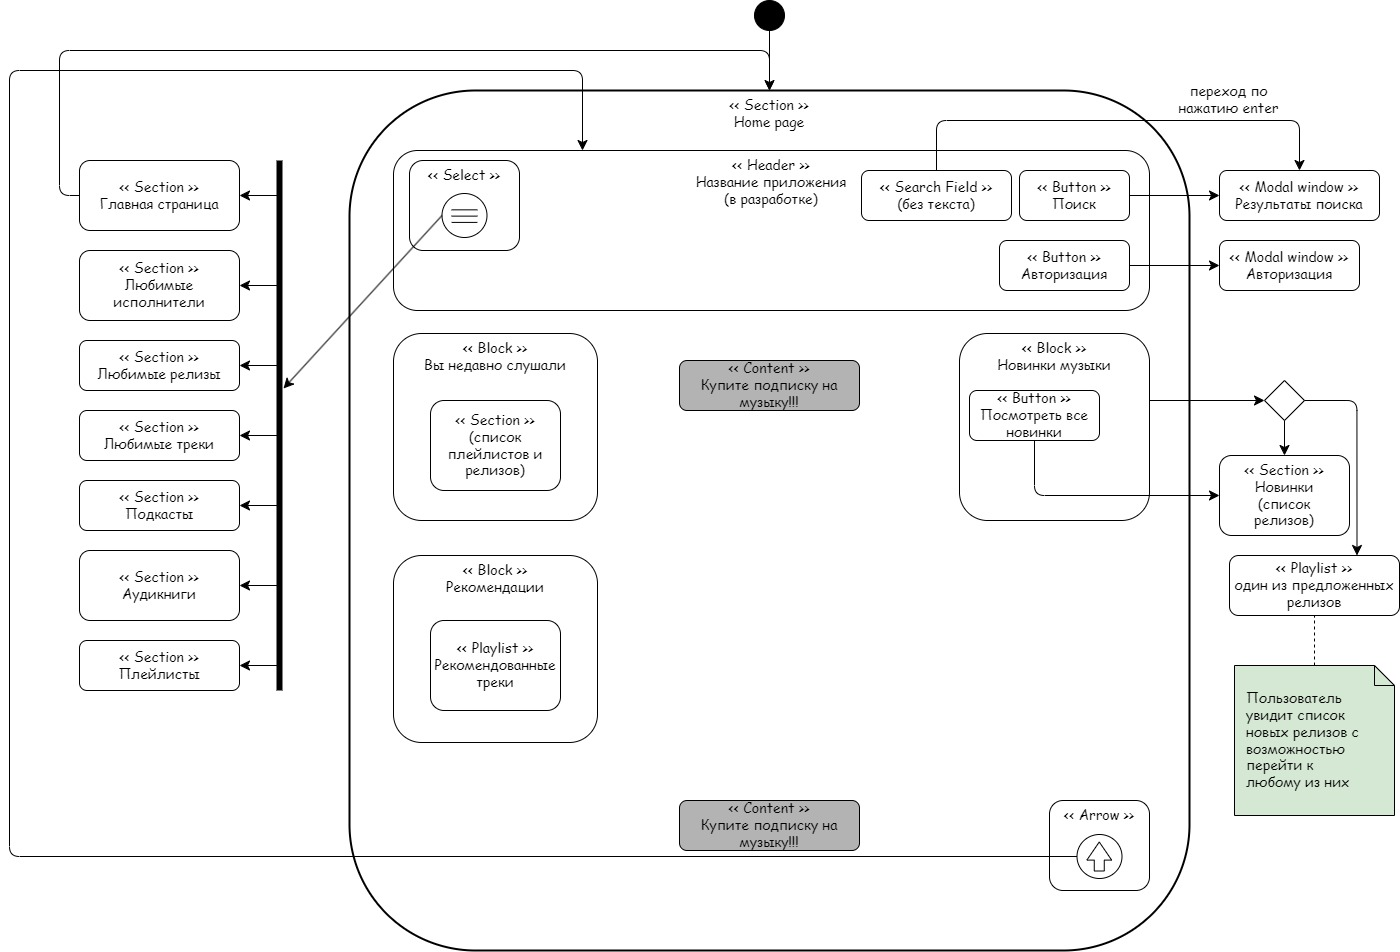 ‹‹ Section ››
Home page
переход по
нажатию enter
‹‹ Header ››
Название приложения
(в разработке)
‹‹ Select ››
‹‹ Search Field ››
(без текста)
‹‹ Button ››
Поиск
‹‹ Modal window ››
Результаты поиска
‹‹ Button ››
Авторизация
‹‹ Modal window ››
Авторизация
‹‹ Section ››
Главная страница
‹‹ Section ››
Любимые
исполнители
‹‹ Section ››
Любимые релизы
‹‹ Section ››
Любимые треки
‹‹ Section ››
Подкасты
‹‹ Section ››
Аудикниги
‹‹ Section ››
Плейлисты
‹‹ Block ››
Вы недавно слушали
‹‹ Section ››
(список
плейлистов и
релизов)
‹‹ Content ››
Купите подписку на
музыку!!!
‹‹ Block ››
Новинки музыки
‹‹ Button ››
Посмотреть все
новинки
‹‹ Section ››
Новинки
(список
релизов)
‹‹ Playlist ››
один из предложенных
релизов
Пользователь
увидит список
новых релизов с
возможностью
перейти к
любому из них
‹‹ Block ››
Рекомендации
‹‹ Playlist ››
Рекомендованные
треки
‹‹ Content ››
Купите подписку на
музыку!!!
‹‹ Arrow ››